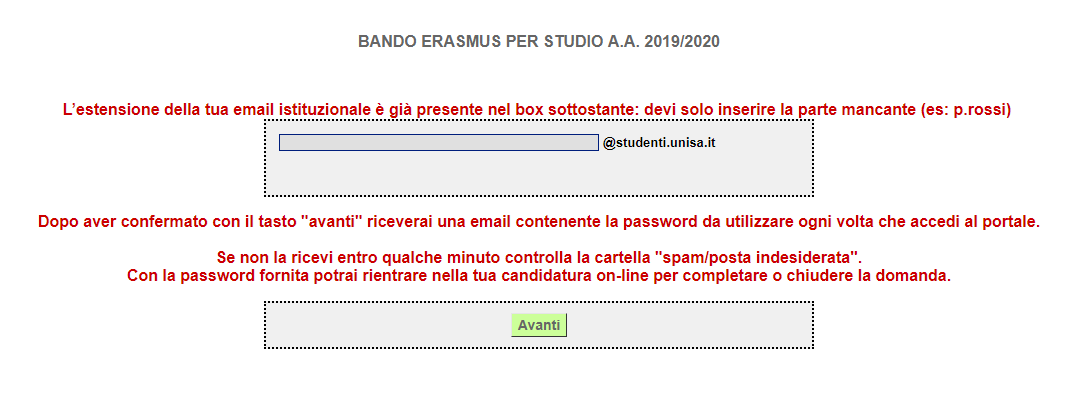 BANDO ERASMUS PER STUDIO A.A. 2019/2020
L’estensione della tua email istituzionale è già presente nel box sottostante: devi solo inserire la parte mancante (es: p.rossi)
@studenti.unisa.it
Dopo aver confermato con il tasto "avanti" riceverai una email contenente la password da utilizzare ogni volta che accedi al portale.
Se non la ricevi entro qualche minuto controlla la cartella "spam/posta indesiderata".
Con la password fornita potrai rientrare nella tua candidatura on-line per completare o chiudere la domanda.
Avanti